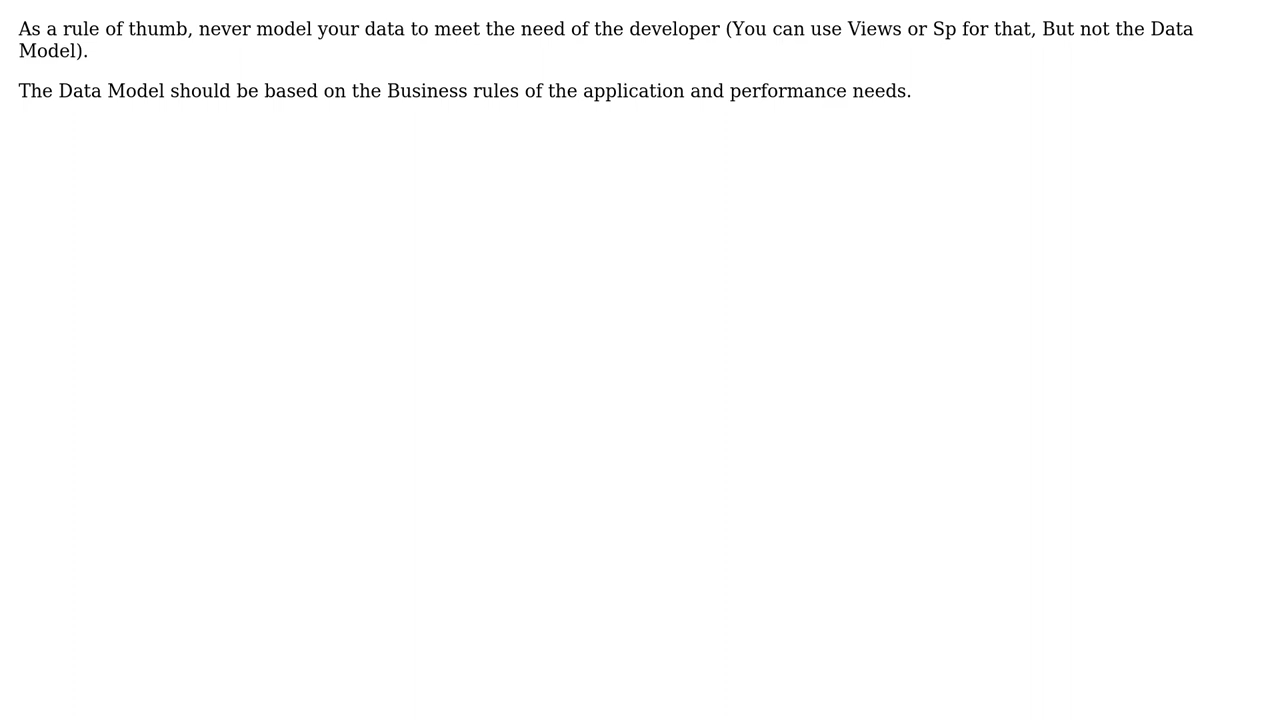 As a rule of thumb, never model your data to meet the need of the developer (You can use Views or Sp for that, But not the Data
Model).
The Data Model should be based on the Business rules of the application and performance needs.